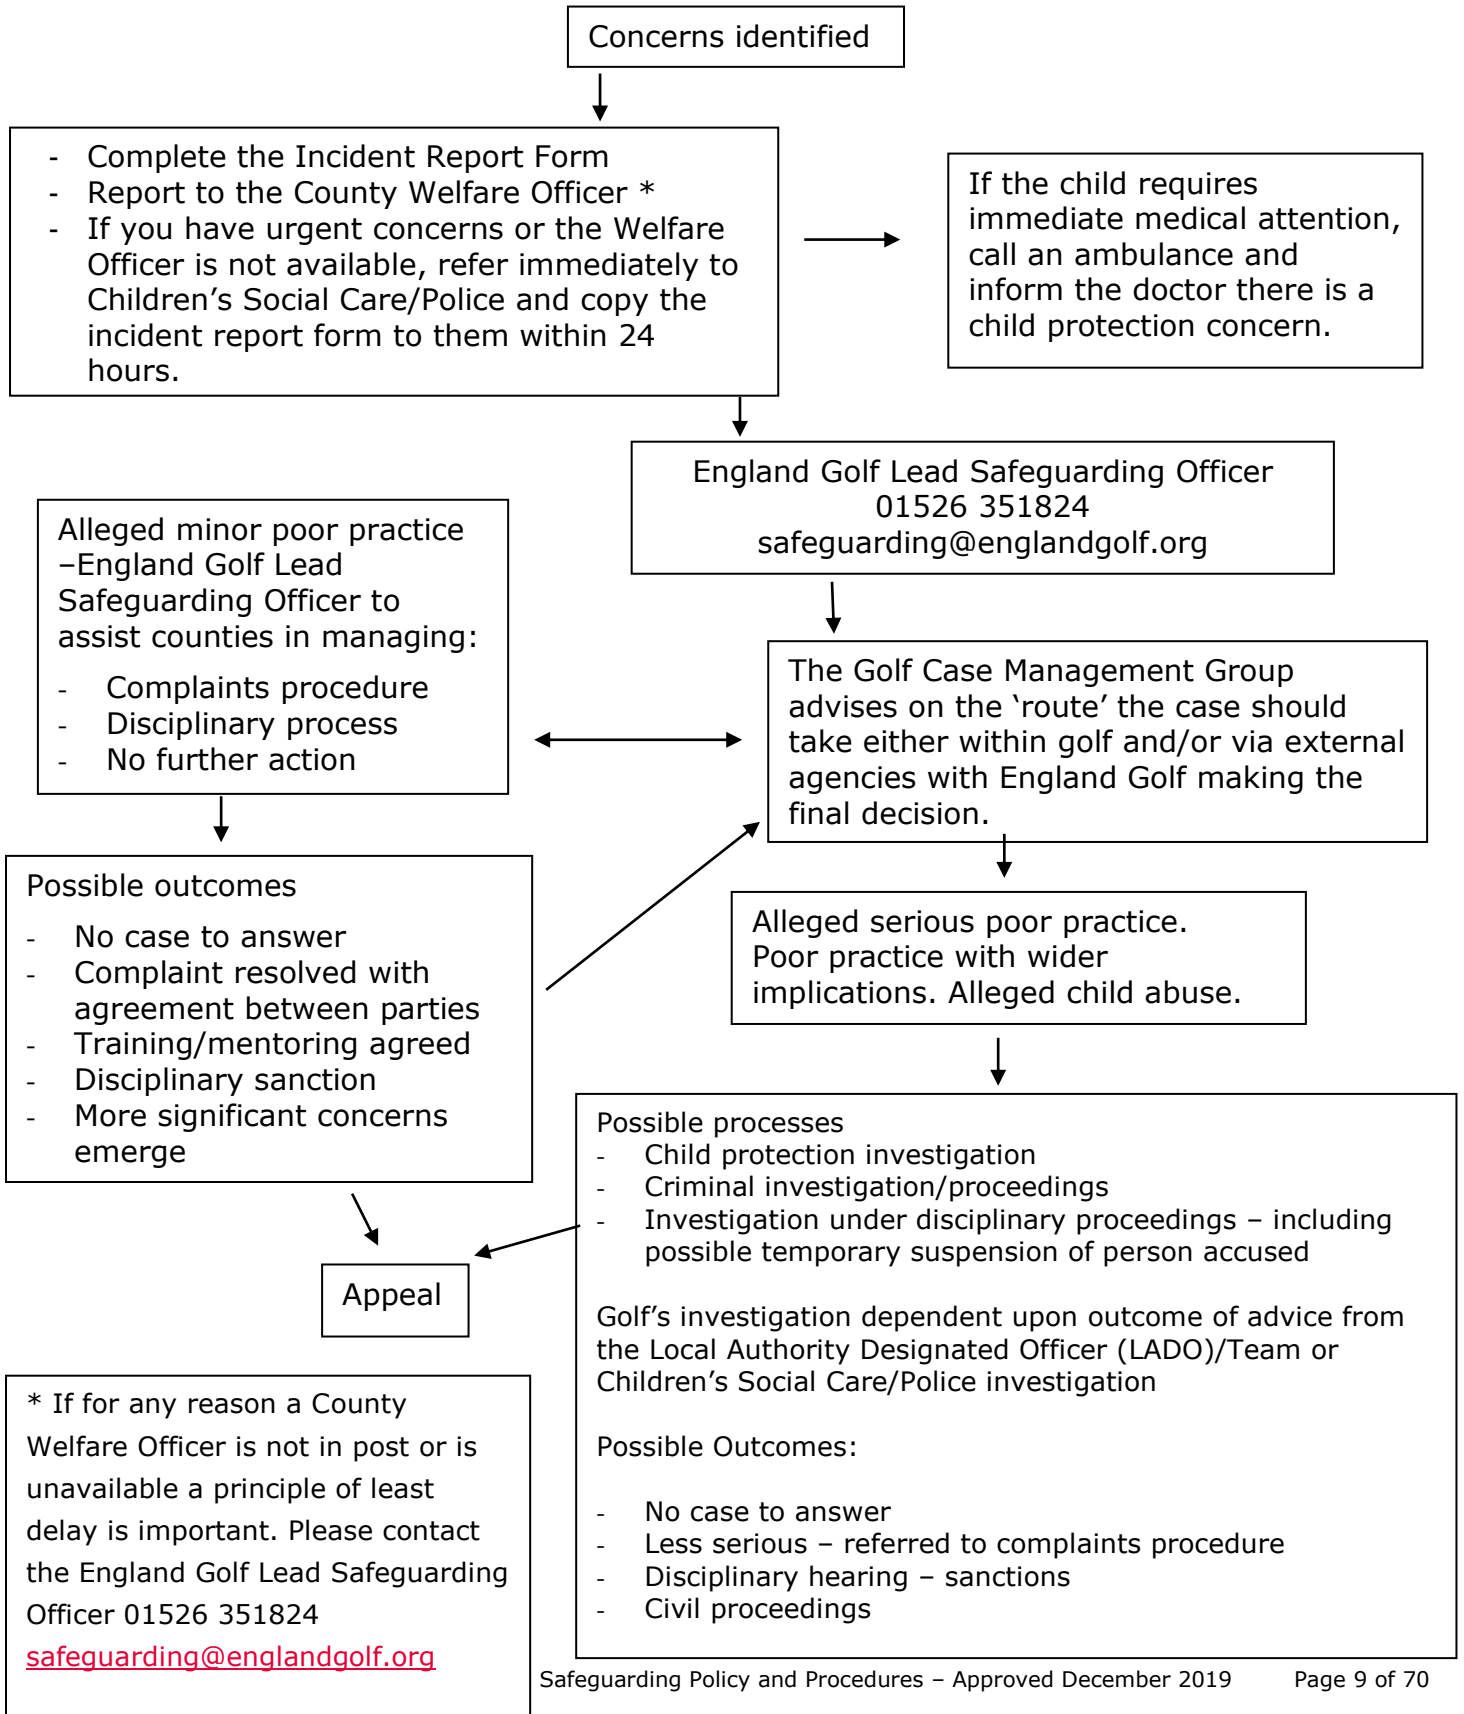 Concerns identified
- Complete the Incident Report Form
- Report to the County Welfare Officer *
- If you have urgent concerns or the Welfare
Officer is not available, refer immediately to
Children’s Social Care/Police and copy the
incident report form to them within 24
hours.
If the child requires
immediate medical attention,
call an ambulance and
inform the doctor there is a
child protection concern.
England Golf Lead Safeguarding Officer
01526 351824
safeguarding@englandgolf.org
Alleged minor poor practice
–England Golf Lead
Safeguarding Officer to
assist counties in managing:
- Complaints procedure
- Disciplinary process
- No further action
The Golf Case Management Group
advises on the ‘route’ the case should
take either within golf and/or via external
agencies with England Golf making the
final decision.
Possible outcomes
- No case to answer
- Complaint resolved with
agreement between parties
- Training/mentoring agreed
- Disciplinary sanction
- More significant concerns
emerge
Alleged serious poor practice.
Poor practice with wider
implications. Alleged child abuse.
Possible processes
- Child protection investigation
- Criminal investigation/proceedings
- Investigation under disciplinary proceedings – including
possible temporary suspension of person accused
Golf’s investigation dependent upon outcome of advice from
the Local Authority Designated Officer (LADO)/Team or
Children’s Social Care/Police investigation
Possible Outcomes:
- No case to answer
- Less serious – referred to complaints procedure
- Disciplinary hearing – sanctions
- Civil proceedings
Appeal
* If for any reason a County
Welfare Officer is not in post or is
unavailable a principle of least
delay is important. Please contact
the England Golf Lead Safeguarding
Officer 01526 351824
safeguarding@englandgolf.org
Safeguarding Policy and Procedures – Approved December 2019 Page 9 of 70